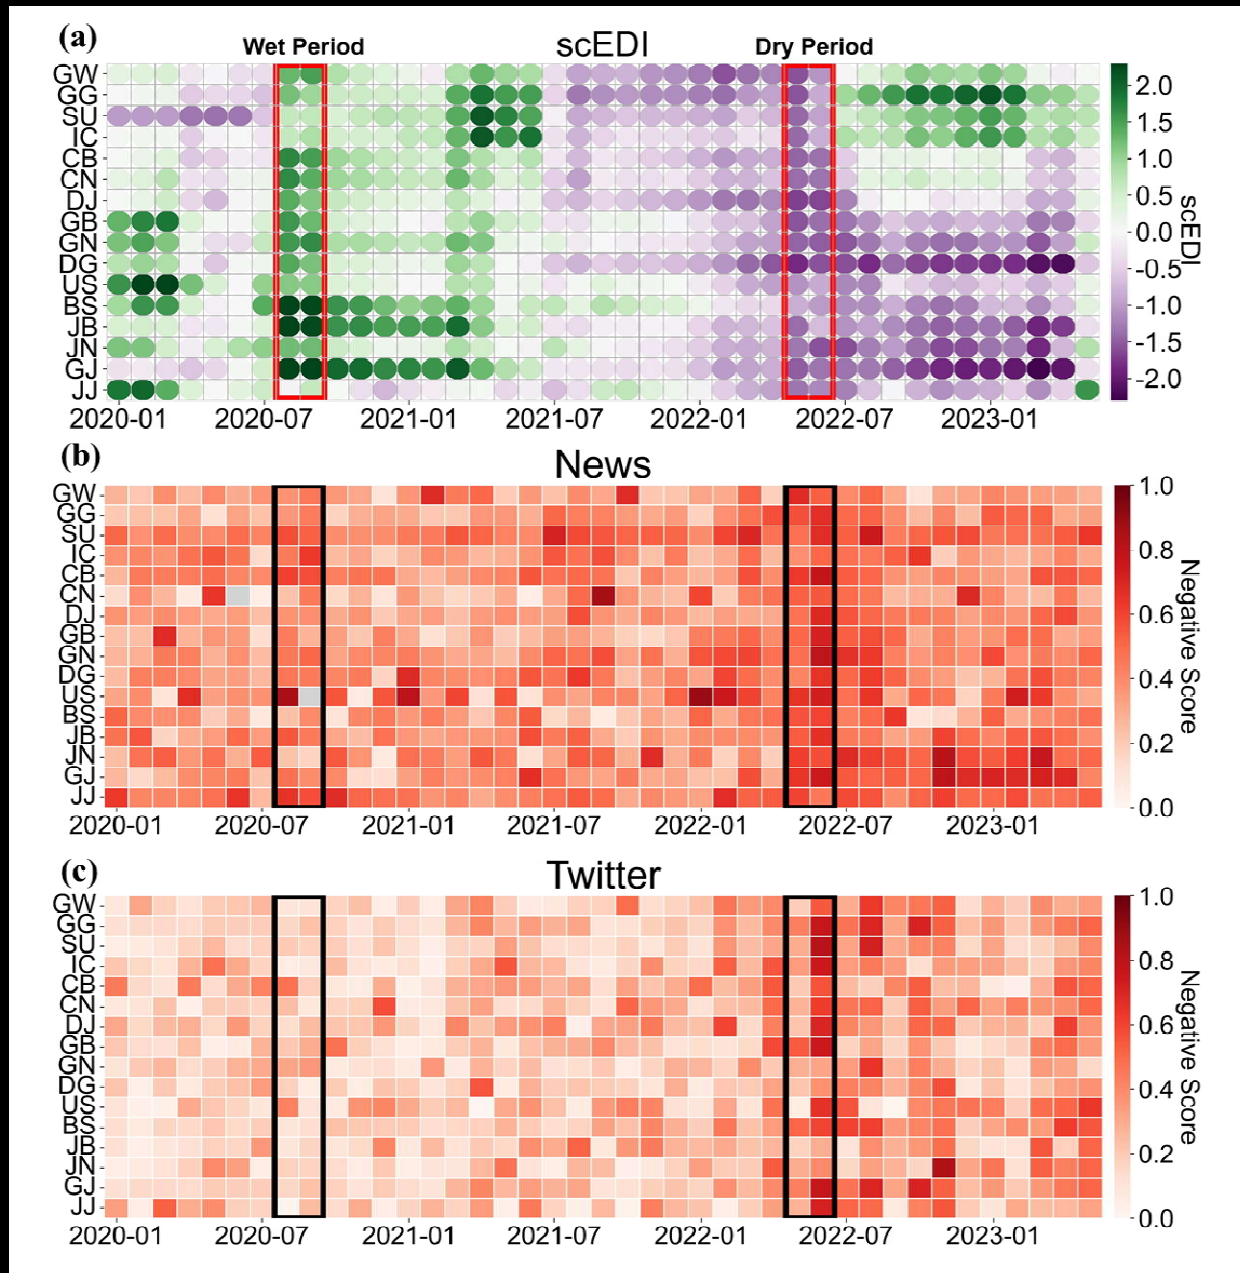 (a)
Wet Period
scEDI
Dry Period
GW
GG
SU
IC
CB
CN
DJ
GB
GN
DG
US
BS
JB
JN
GJ
JJ
2.0
1.5
1.0
0.5
0.0
-0.5
-1.0
-1.5
-2.0
scEDI
2020-01 2020-07 2021-01 2021-07 2022-01 2022-07 2023-01
(b)
News
GW
GG
SU
IC
CB
CN
DJ
GB
GN
DG
US
BS
JB
JN
GJ
JJ
1.0
0.8
0.6
0.4
0.2
0.0
Negative Score
2020-01 2020-07 2021-01 2021-07 2022-01 2022-07 2023-01
(c)
Twitter
GW
GG
SU
IC
CB
CN
DJ
GB
GN
DG
US
BS
JB
JN
GJ
JJ
1.0
0.8
0.6
0.4
0.2
0.0
Negative Score
2020-01 2020-07 2021-01 2021-07 2022-01 2022-07 2023-01